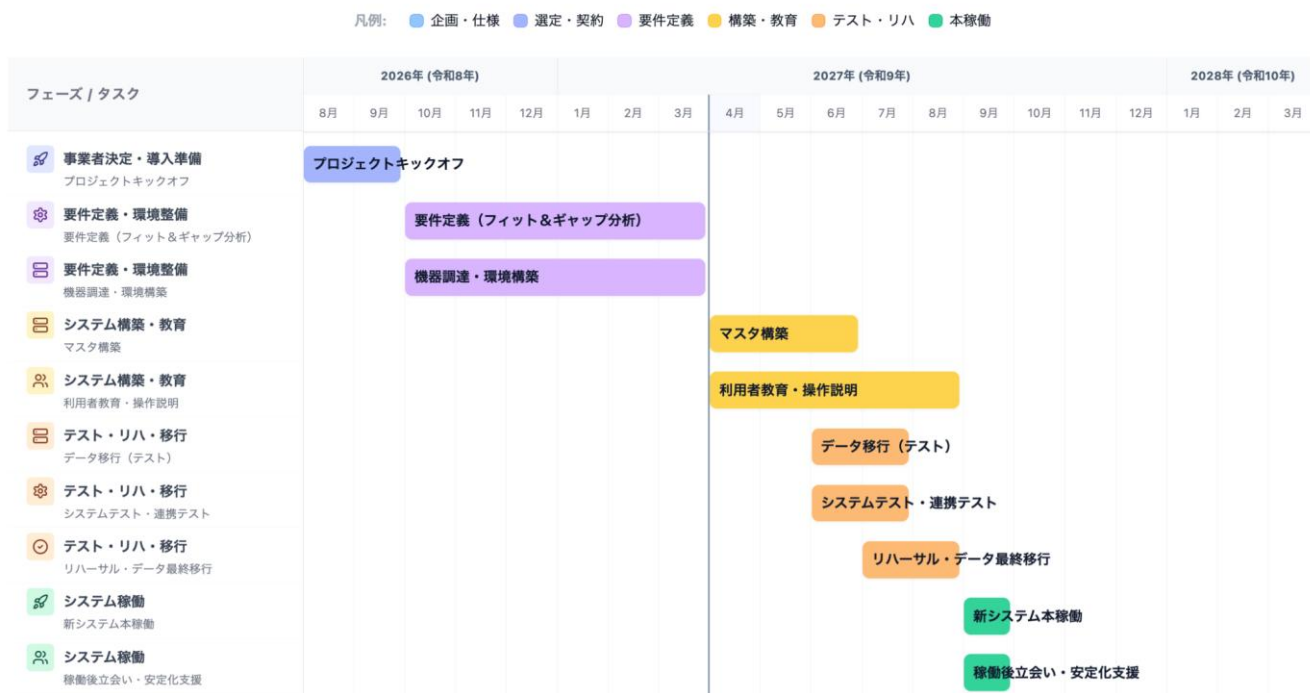 凡例: 企画・仕様 選定・契約 要件定義 構築・教育 テスト・リハ 本稼働
フェーズ / タスク
2026年 (令和8年) 2027年 (令和9年) 2028年 (令和10年)
8月 9月 10月 11月 12月 1月 2月 3月 4月 5月 6月 7月 8月 9月 10月 11月 12月 1月 2月 3月
事業者決定・導入準備
プロジェクトキックオフ
プロジェクトキックオフ
要件定義・環境整備
要件定義（フィット＆ギャップ分析）
要件定義（フィット＆ギャップ分析）
要件定義・環境整備
機器調達・環境構築
機器調達・環境構築
システム構築・教育
マスタ構築
マスタ構築
システム構築・教育
利用者教育・操作説明
利用者教育・操作説明
テスト・リハ・移行
データ移行（テスト）
データ移行（テスト）
テスト・リハ・移行
システムテスト・連携テスト
システムテスト・連携テスト
テスト・リハ・移行
リハーサル・データ最終移行
リハーサル・データ最終移行
システム稼働
新システム本稼働
新システム本稼働
システム稼働
稼働後立会い・安定化支援
稼働後立会い・安定化支援